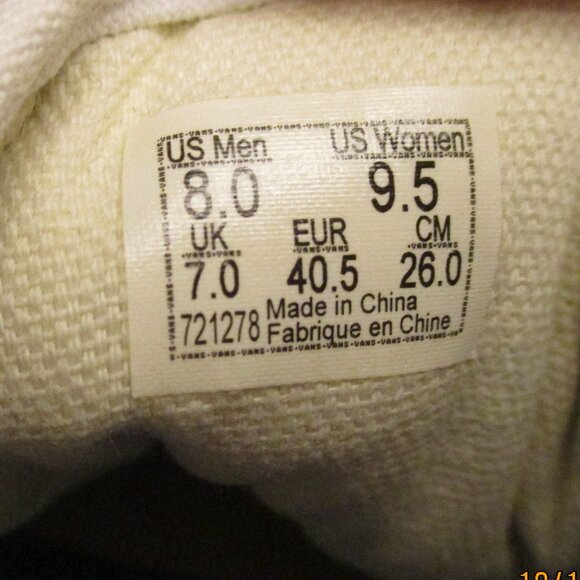 US Men US Women
8.0 9.5
UK EUR CM
7.0 40.5 26.0
721278 Made in China
Fabrique en Chine